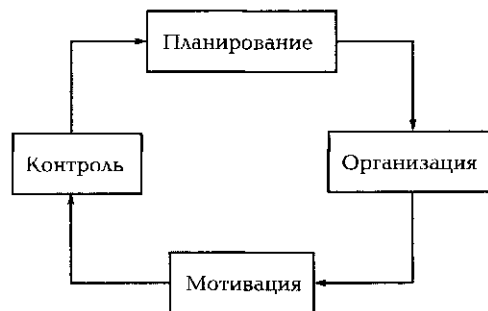 Планирование
Контроль
Организация
Мотивация